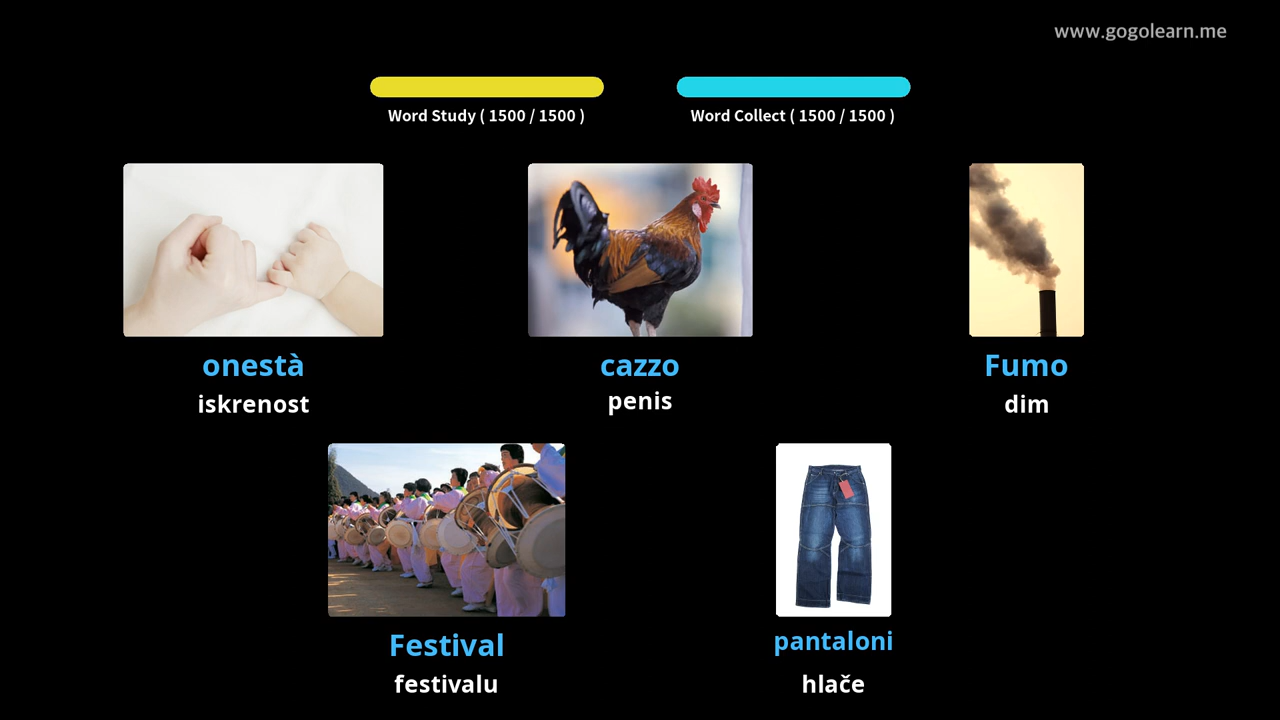 www.gogolearn.me
Word Study ( 1500 / 1500 )
Word Collect ( 1500 / 1500 )
onestà
iskrenost
cazzo
penis
Fumo
dim
Festival
festivalu
pantaloni
hlače